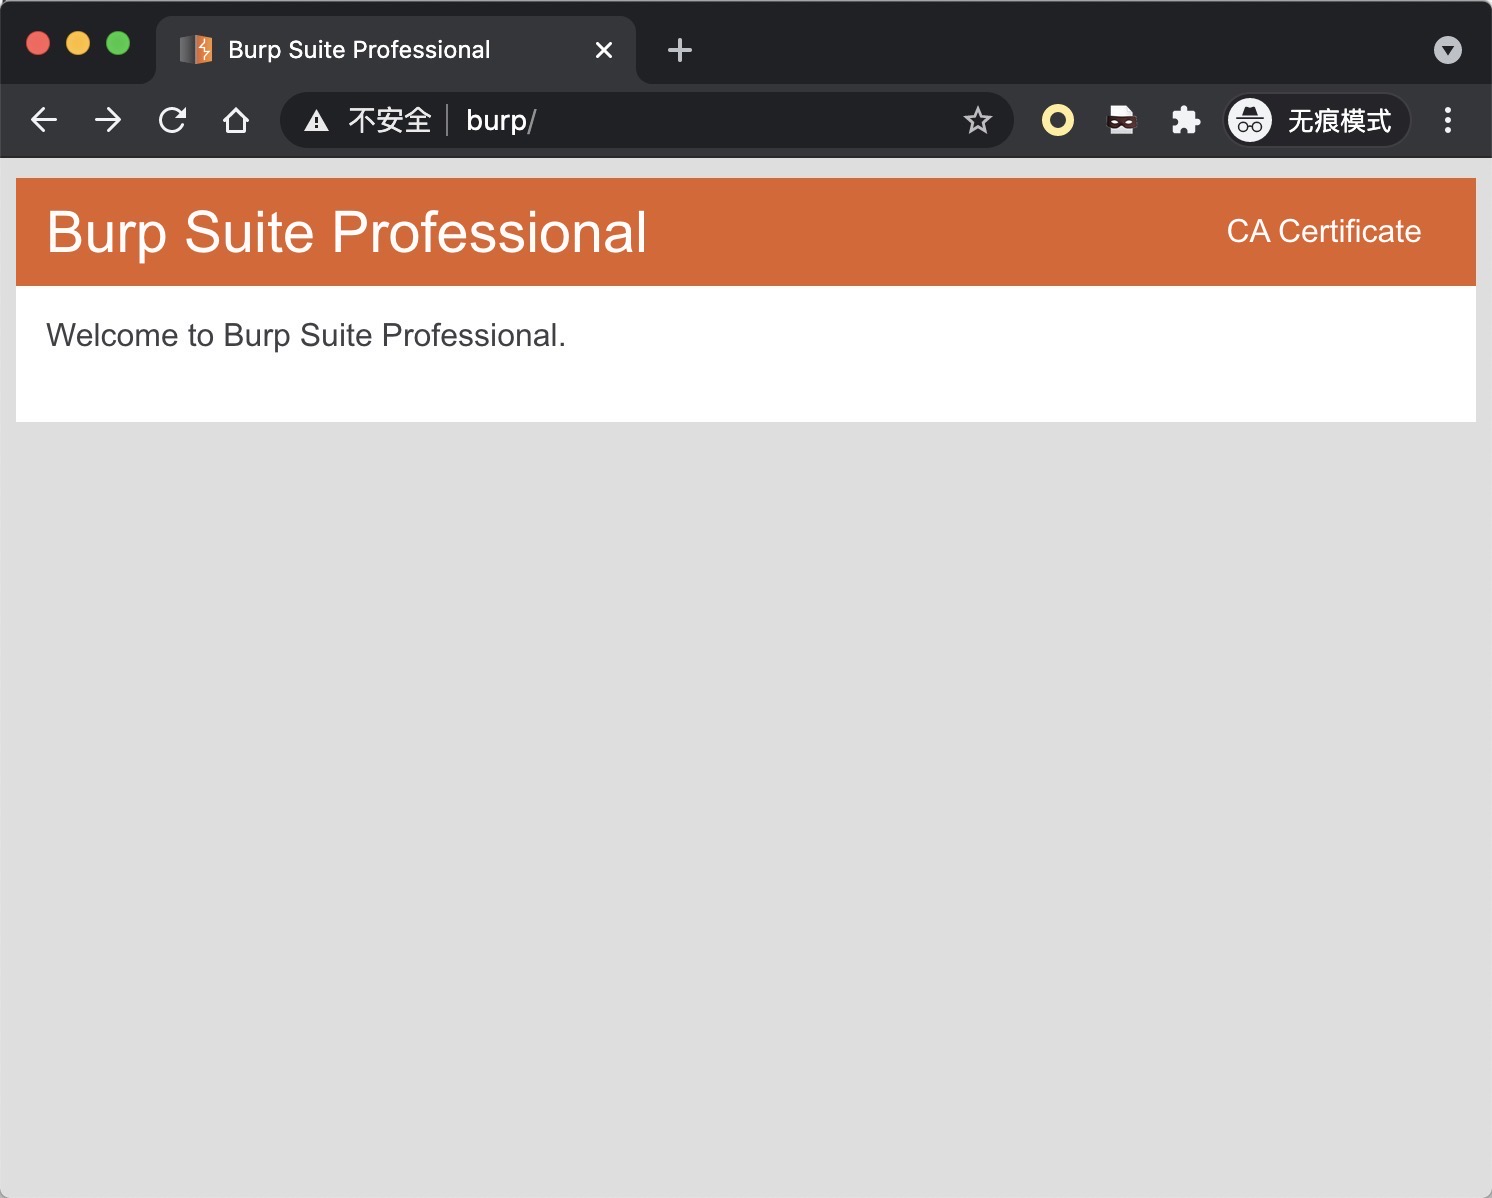 Burp Suite Professional
不安全 burp/ 无痕模式
Burp Suite Professional CA Certificate
Welcome to Burp Suite Professional.